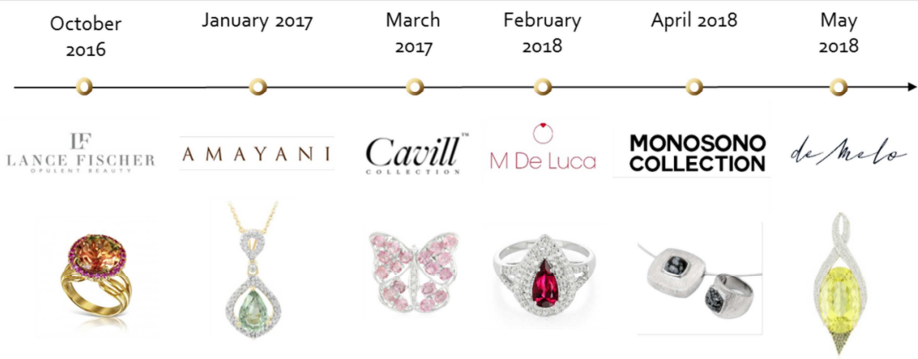 October
2016
January 2017
March
2017
February
2018
April 2018
May
2018
LF
LANCE FISCHER
OPULENT BEAUTY
AMAYANI
Cavill™
COLLECTION
M De Luca
MONOSONO
COLLECTION
de Melo